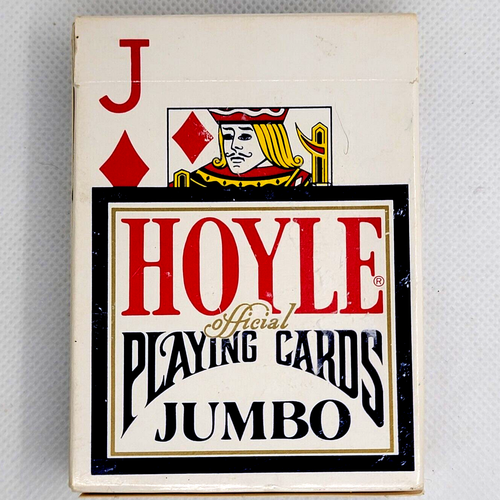 J
HOYLE®
official
PLAYING CARDS
JUMBO